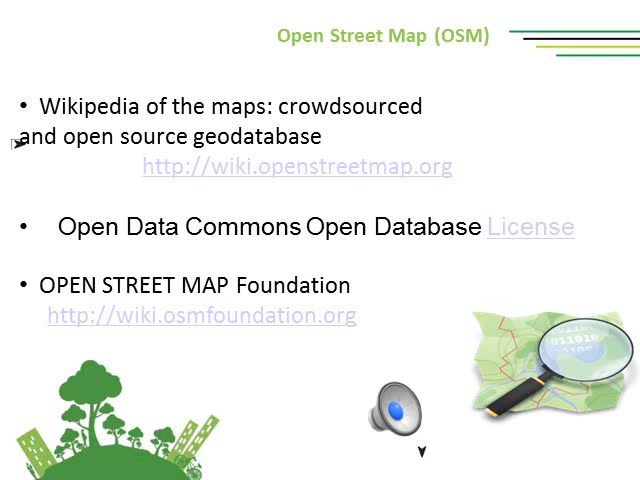 Open Street Map (OSM)
• Wikipedia of the maps: crowdsourced
and open source geodatabase
http://wiki.openstreetmap.org
• Open Data Commons Open Database License
• OPEN STREET MAP Foundation
http://wiki.osmfoundation.org